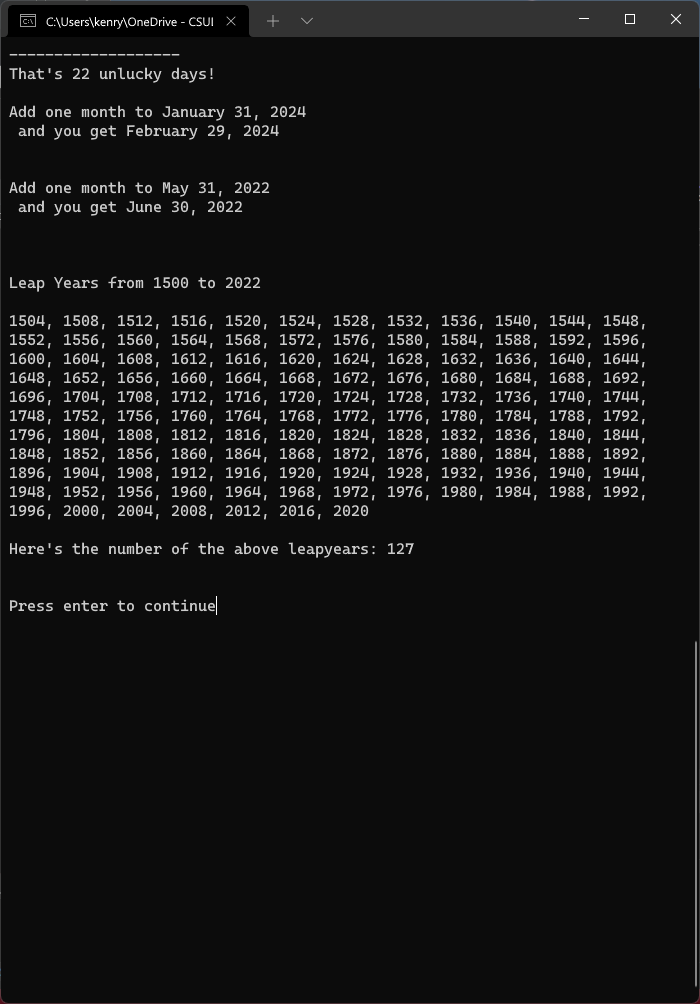 C:\Users\kenry\OneDrive - CSUI
-------------------
That's 22 unlucky days!
Add one month to January 31, 2024
and you get February 29, 2024
Add one month to May 31, 2022
and you get June 30, 2022
Leap Years from 1500 to 2022
1504, 1508, 1512, 1516, 1520, 1524, 1528, 1532, 1536, 1540, 1544, 1548,
1552, 1556, 1560, 1564, 1568, 1572, 1576, 1580, 1584, 1588, 1592, 1596,
1600, 1604, 1608, 1612, 1616, 1620, 1624, 1628, 1632, 1636, 1640, 1644,
1648, 1652, 1656, 1660, 1664, 1668, 1672, 1676, 1680, 1684, 1688, 1692,
1696, 1704, 1708, 1712, 1716, 1720, 1724, 1728, 1732, 1736, 1740, 1744,
1748, 1752, 1756, 1760, 1764, 1768, 1772, 1776, 1780, 1784, 1788, 1792,
1796, 1804, 1808, 1812, 1816, 1820, 1824, 1828, 1832, 1836, 1840, 1844,
1848, 1852, 1856, 1860, 1864, 1868, 1872, 1876, 1880, 1884, 1888, 1892,
1896, 1904, 1908, 1912, 1916, 1920, 1924, 1928, 1932, 1936, 1940, 1944,
1948, 1952, 1956, 1960, 1964, 1968, 1972, 1976, 1980, 1984, 1988, 1992,
1996, 2000, 2004, 2008, 2012, 2016, 2020
Here's the number of the above leapyears: 127
Press enter to continue